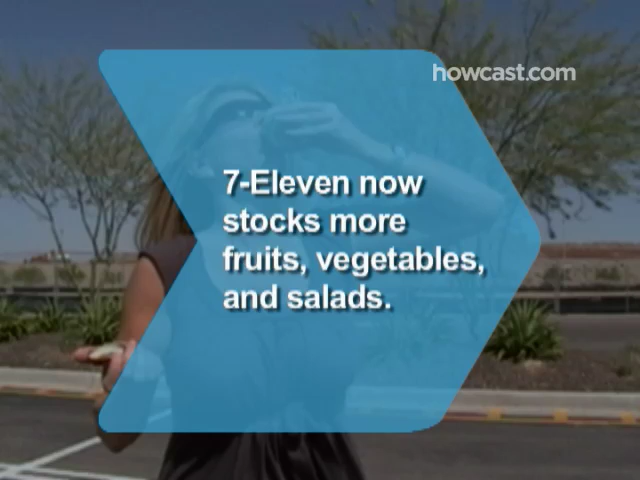 howcast.com
7-Eleven now
stocks more
fruits, vegetables,
and salads.